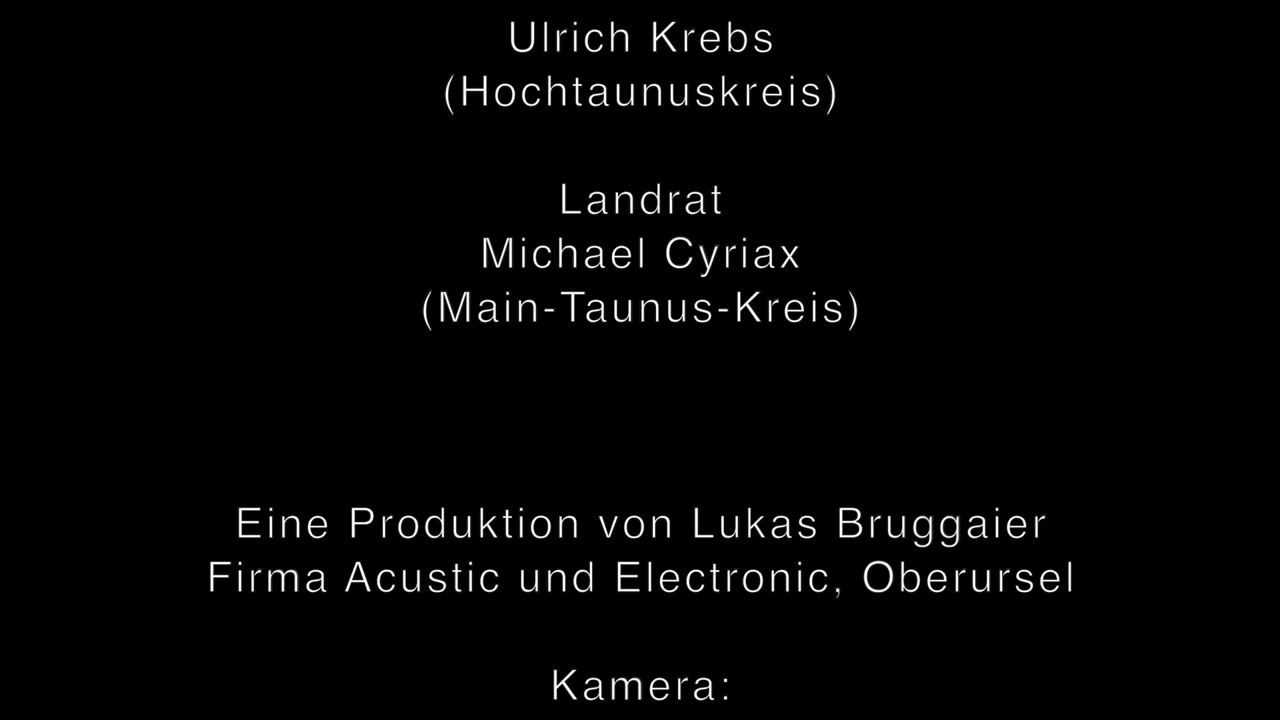 Ulrich Krebs
(Hochtaunuskreis)
Landrat
Michael Cyriax
(Main-Taunus-Kreis)
Eine Produktion von Lukas Bruggaier
Firma Acustic und Electronic, Oberursel
Kamera: